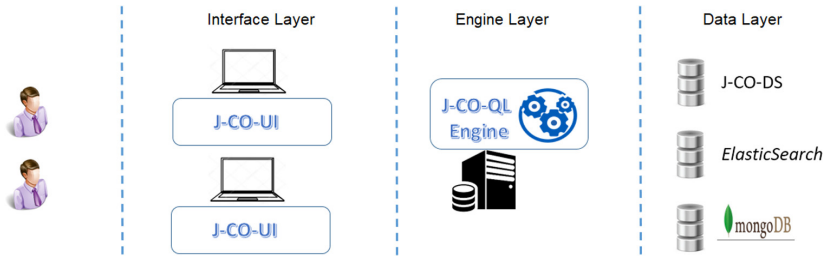 Interface Layer
Engine Layer
Data Layer
J-CO-UI
J-CO-QL
Engine
J-CO-DS
ElasticSearch
J-CO-UI
mongoDB